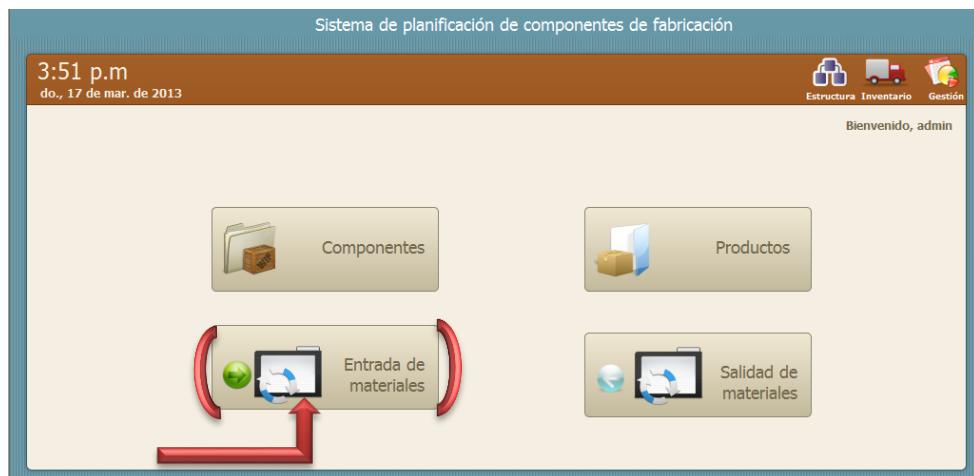 Sistema de planificación de componentes de fabricación
3:51 p.m
do., 17 de mar. de 2013
Estructura Inventario Gestión
Bienvenido, admin
Componentes
Productos
Entrada de
materiales
Salidad de
materiales